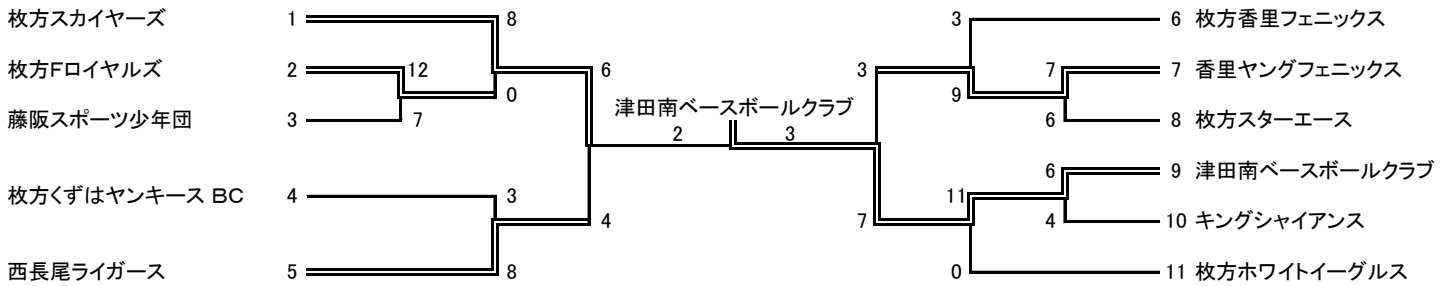 枚方スカイヤーズ 1 8 3 6 枚方香里フェニックス
枚方Fロイヤルズ 2 12 6 3 7 7 香里ヤングフェニックス
0 9
藤阪スポーツ少年団 3 7 津田南ベースボールクラブ 6 8 枚方スターエース
2 3
6 9 津田南ベースボールクラブ
枚方くずはヤンキース BC 4 3 11
4 7 4 10 キングシャイアンス
西長尾ライガース 5 8 0 11 枚方ホワイトイーグルス